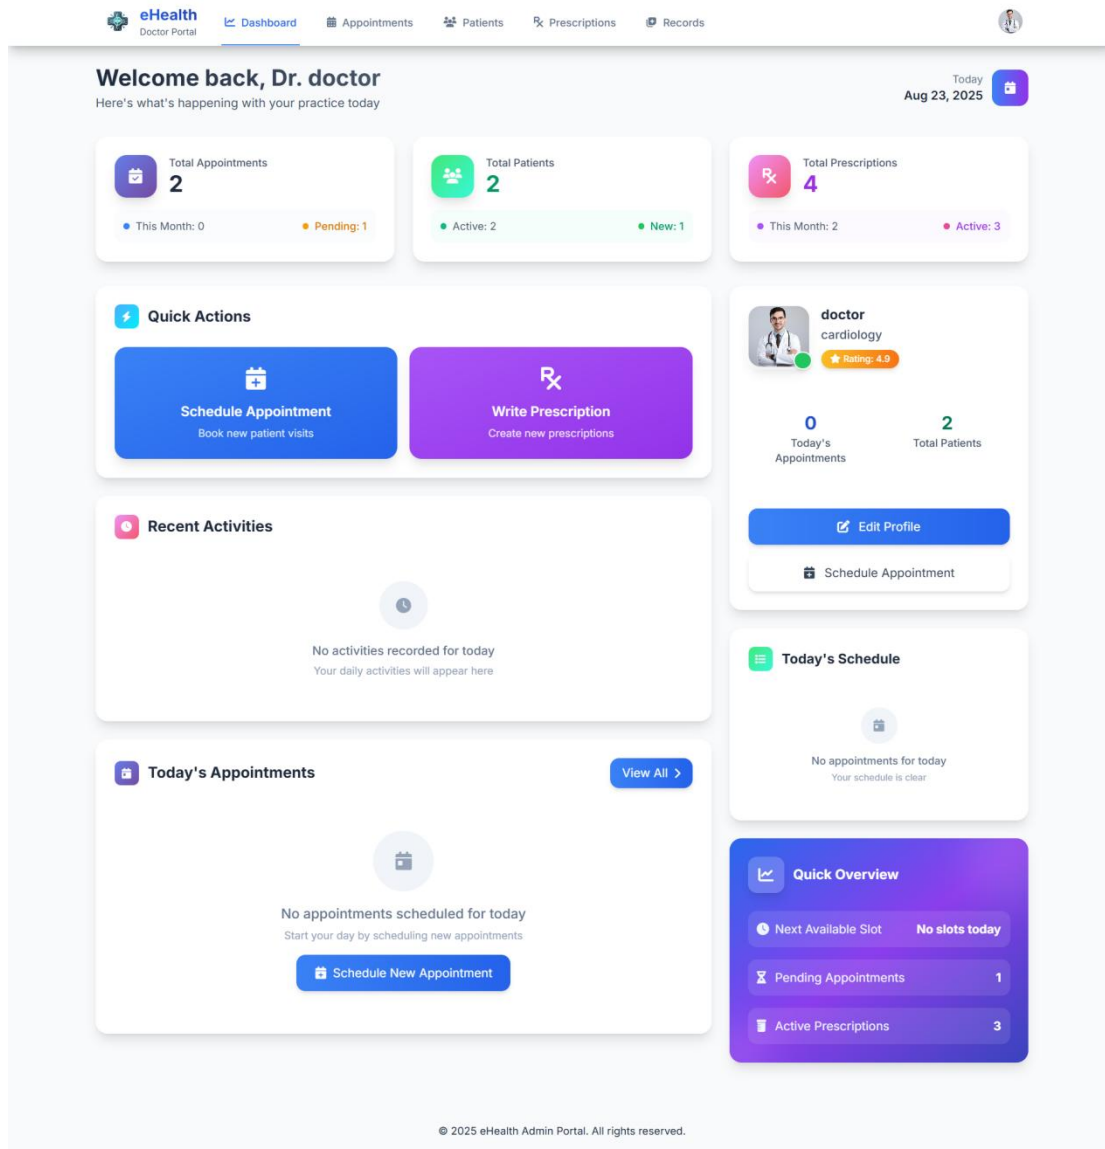 eHealth
Doctor Portal
Dashboard
Appointments
Patients
Prescriptions
Records
Welcome back, Dr. doctor
Here's what's happening with your practice today
Today
Aug 23, 2025
Total Appointments
2
This Month: 0
Pending: 1
Total Patients
2
Active: 2
New: 1
Total Prescriptions
4
This Month: 2
Active: 3
Quick Actions
Schedule Appointment
Book new patient visits
Write Prescription
Create new prescriptions
doctor
cardiology
Rating: 4.9
0
Today's
Appointments
2
Total Patients
Edit Profile
Schedule Appointment
Recent Activities
No activities recorded for today
Your daily activities will appear here
Today's Schedule
No appointments for today
Your schedule is clear
Today's Appointments
View All
No appointments scheduled for today
Start your day by scheduling new appointments
Schedule New Appointment
Quick Overview
Next Available Slot
No slots today
Pending Appointments
1
Active Prescriptions
3
© 2025 eHealth Admin Portal. All rights reserved.